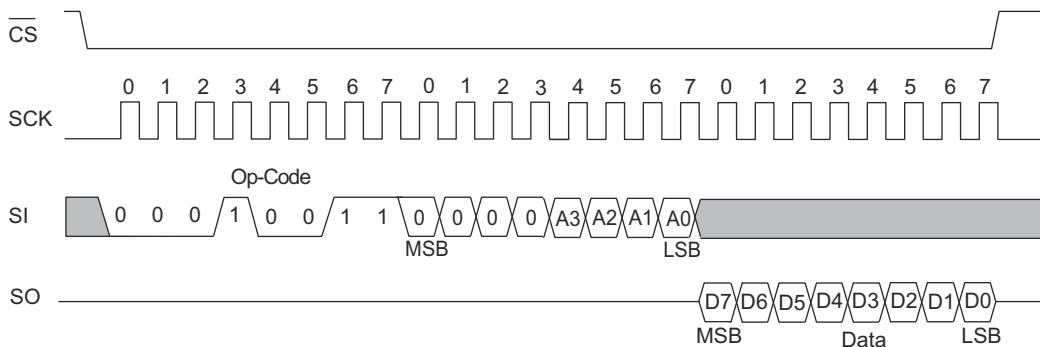 CS
0 1 2 3 4 5 6 7 0 1 2 3 4 5 6 7 0 1 2 3 4 5 6 7
SCK
Op-Code
SI 0 0 0 1 0 0 1 1 0 0 0 0 A3 A2 A1 A0
MSB LSB
SO D7 D6 D5 D4 D3 D2 D1 D0
MSB Data LSB